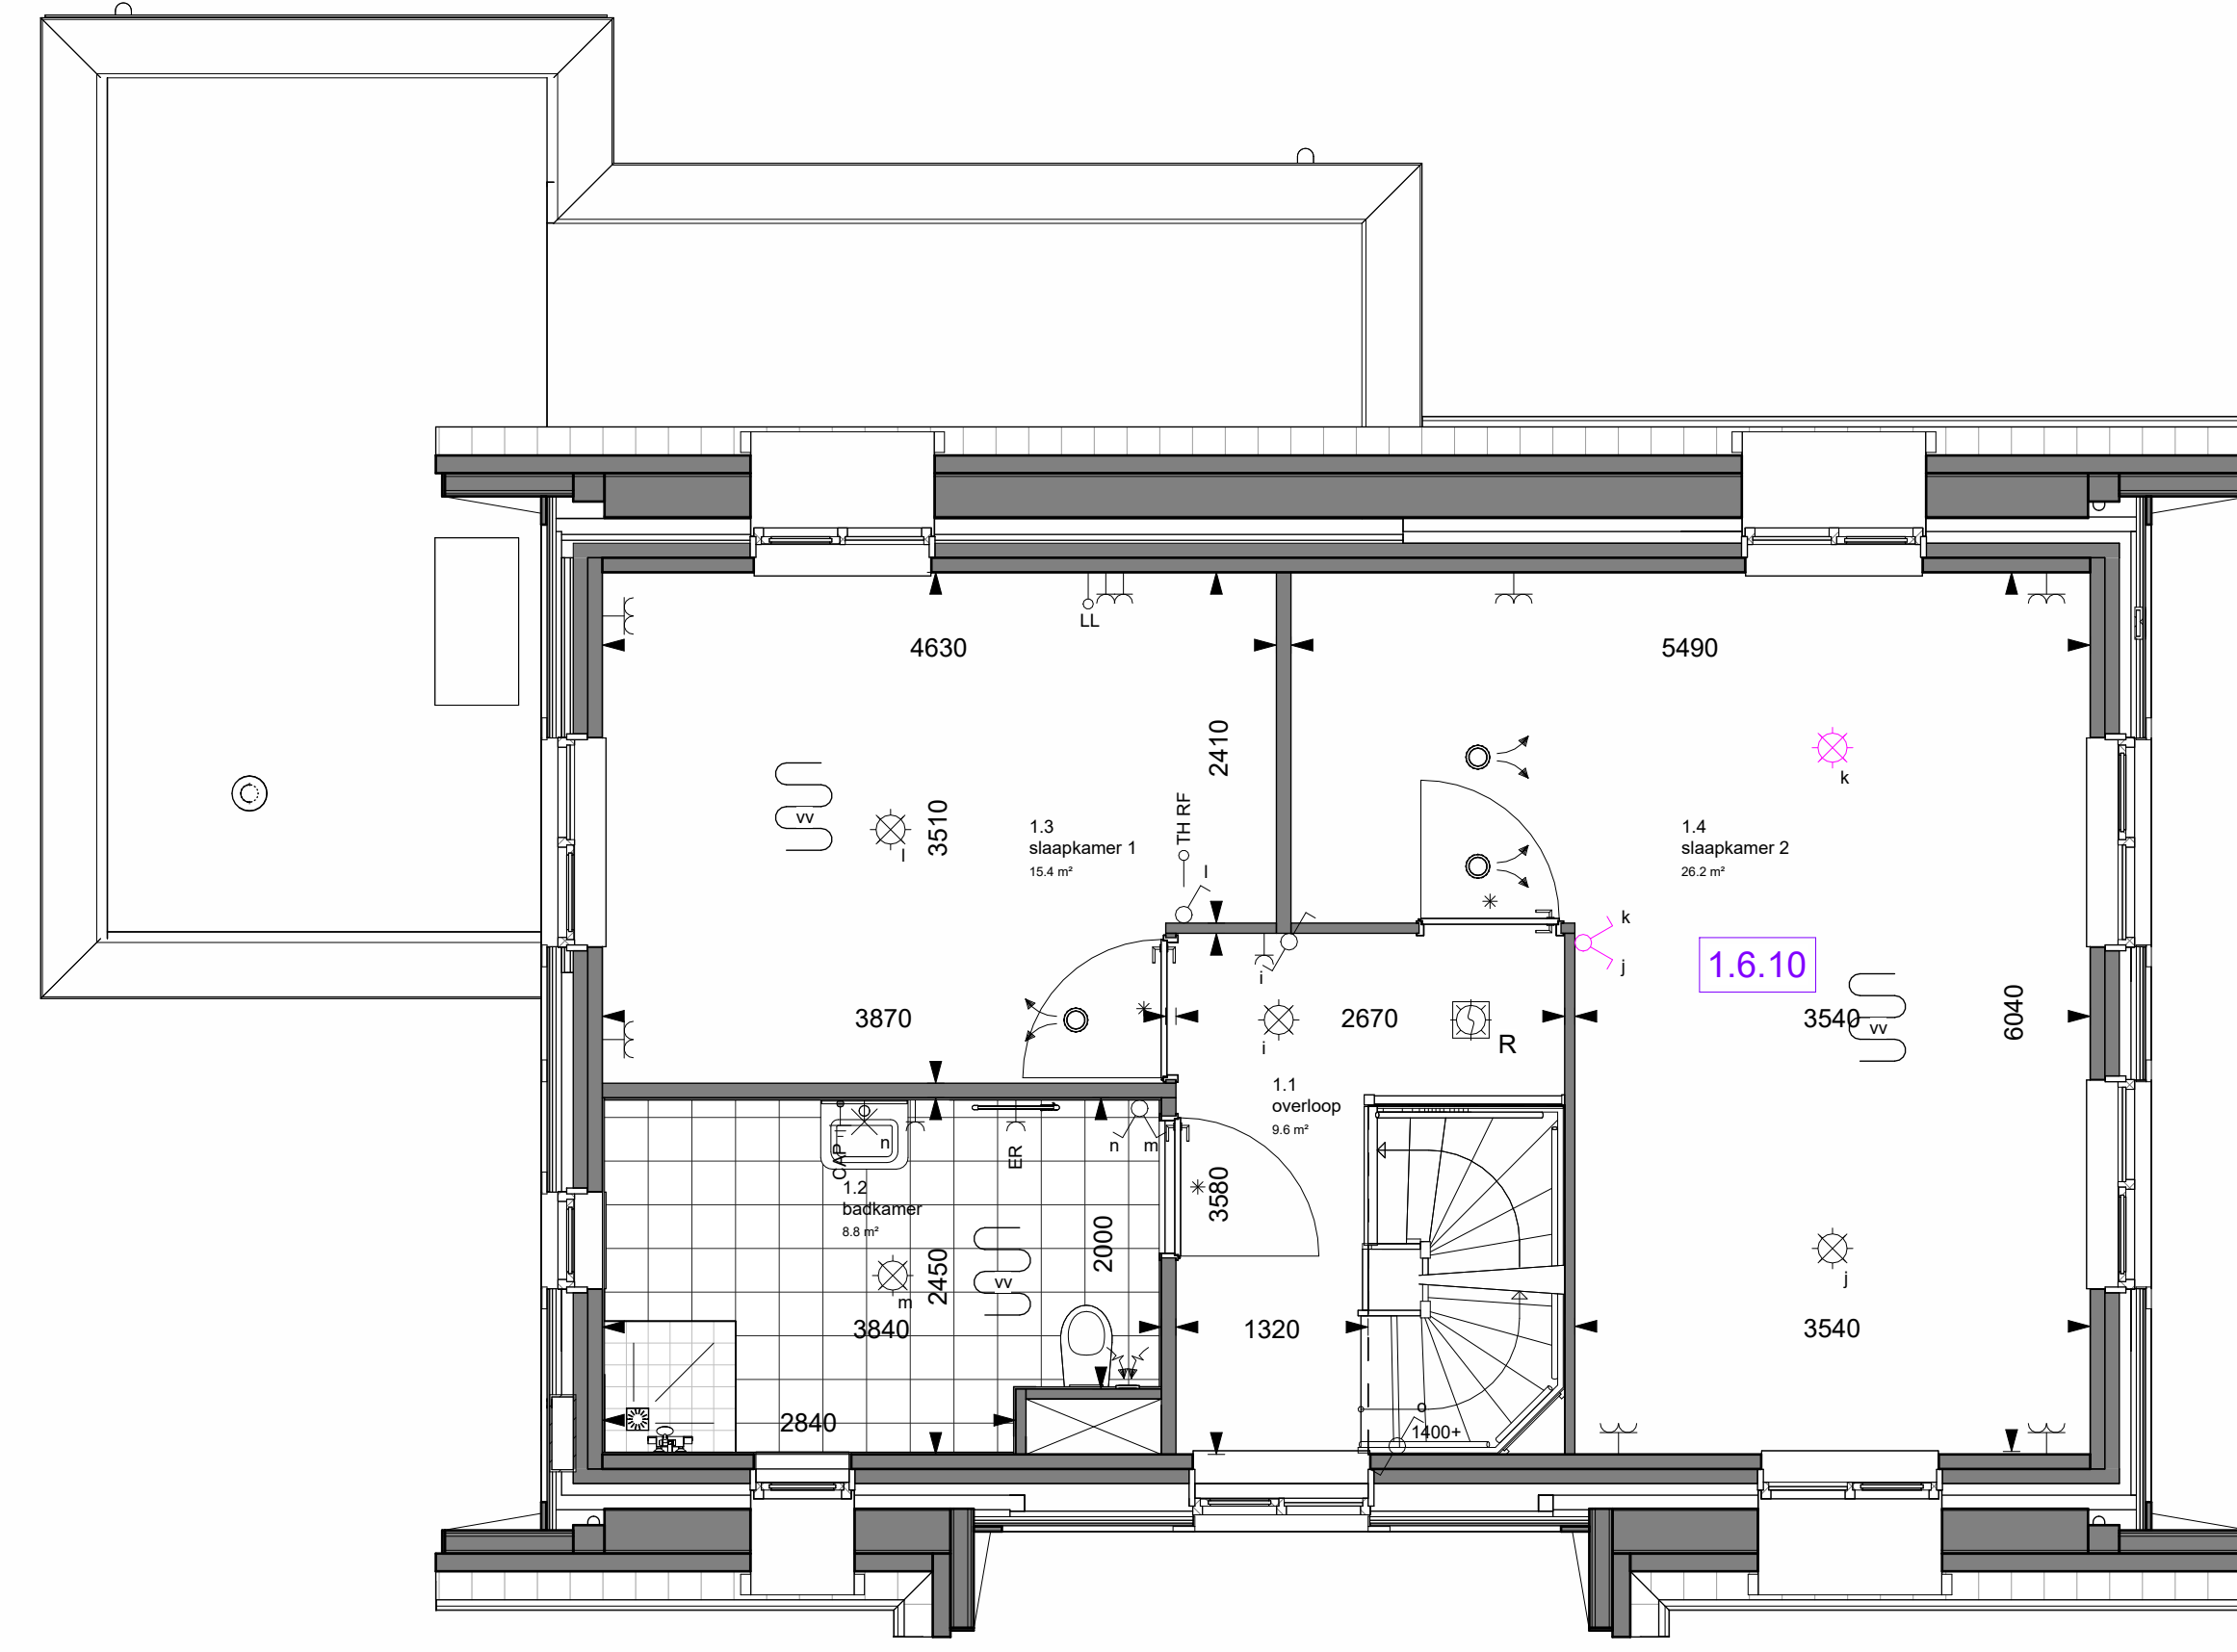 LL
4630
5490
2410
k
vv
3510
l
TH RF
1.3
slaapkamer 1
15.4 m²
1.4
slaapkamer 2
26.2 m²
l
k
j
1.6.10
i
3870
2670
3540
vv
6040
i
R
1.1
overloop
9.6 m²
n
CAP
ER
n
m
1.2
badkamer
8.8 m²
3580
2000
2450
vv
m
j
3840
1320
3540
2840
1400+